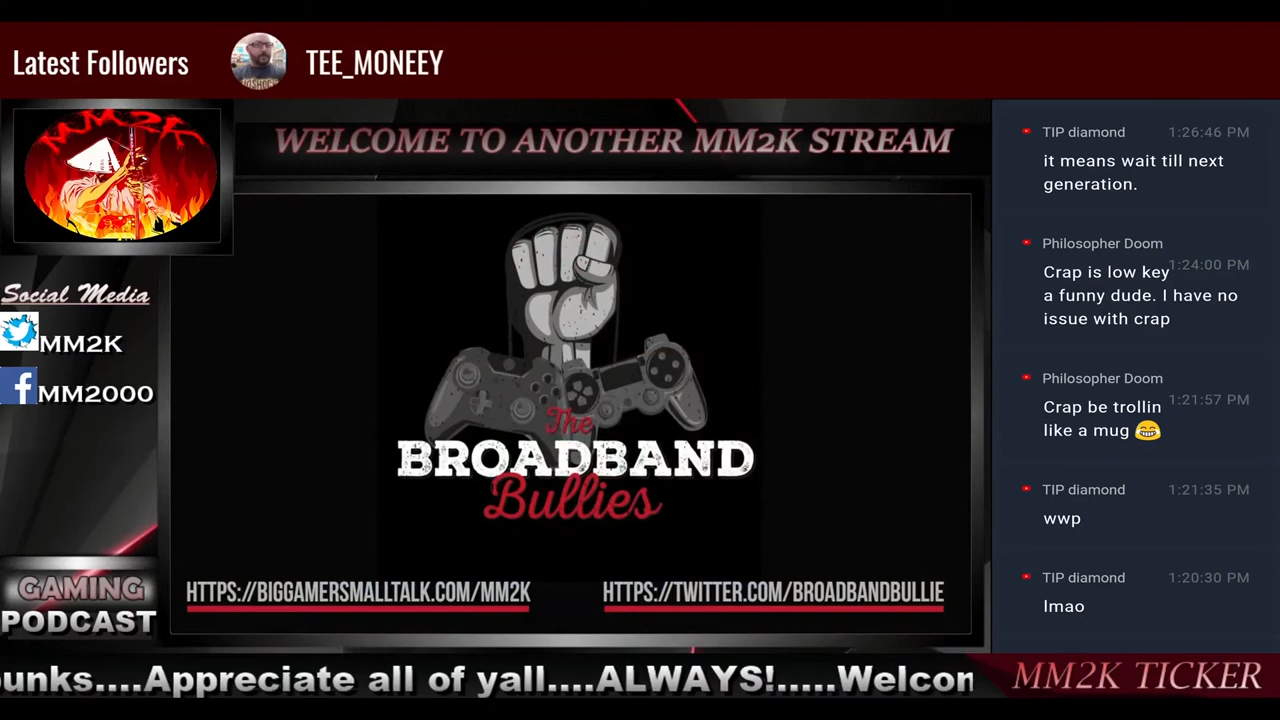 Latest Followers
TEE_MONEEY
MM2K
WELCOME TO ANOTHER MM2K STREAM
Social Media
MM2K
MM2000
GAMING
PODCAST
The
BROADBAND
Bullies
HTTPS://BIGGAMERSMALLTALK.COM/MM2K
HTTPS://TWITTER.COM/BROADBANDBULLIE
TIP diamond 1:26:46 PM
it means wait till next
generation.
Philosopher Doom 1:24:00 PM
Crap is low key
a funny dude. I have no
issue with crap
Philosopher Doom 1:21:57 PM
Crap be trollin
like a mug 😂
TIP diamond 1:21:35 PM
wwp
TIP diamond 1:20:30 PM
lmao
unks....Appreciate all of yall....ALWAYS!.....Welcon
MM2K TICKER